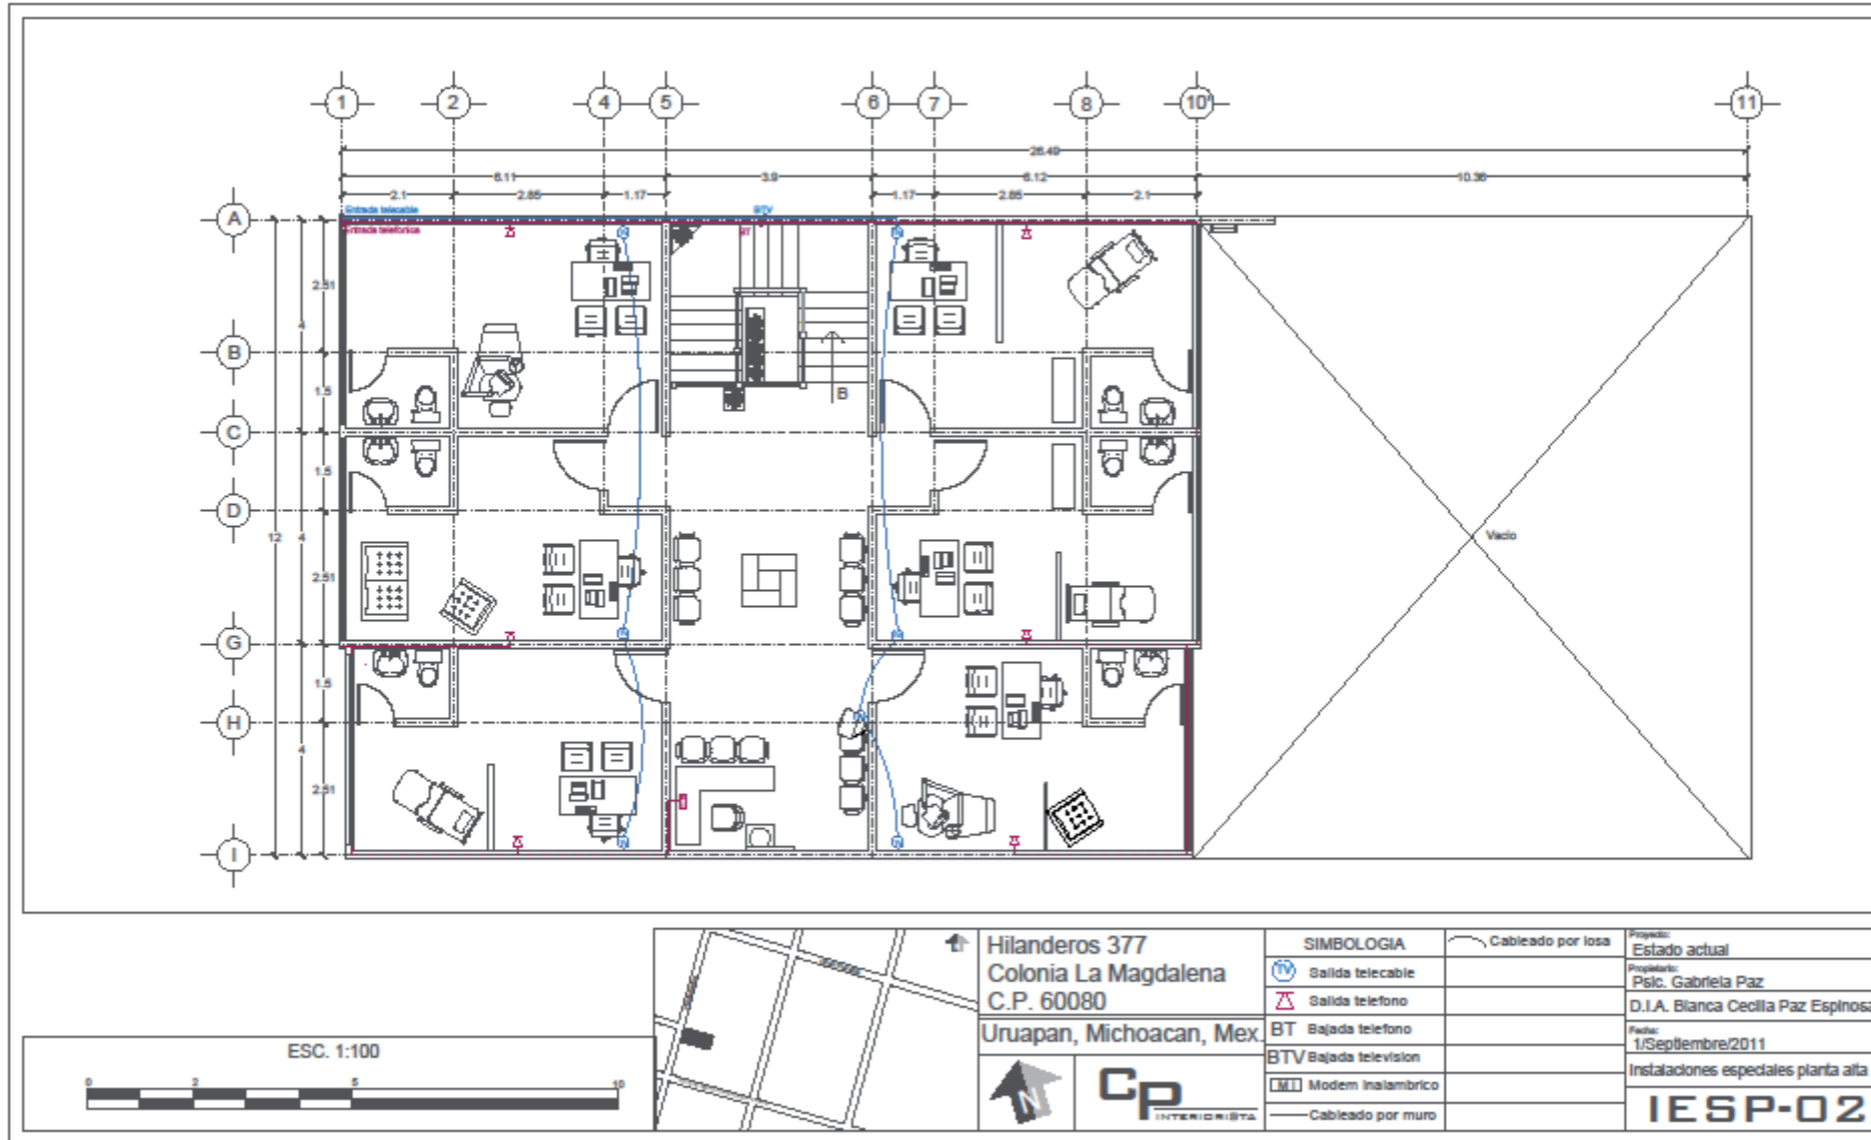 1 2 4 5 6 7 8 10' 11
26.49
6.11 3.9 6.12 10.36
2.1 2.85 1.17 1.17 2.85 2.1
A
Entrada telecable BTV
Entrada telefonica BT
2.51
4
B
B
1.5
C
1.5
D
12 4
Vacio
2.51
G
1.5
H
4
2.51
I
ESC. 1:100
0 2 5 10
Hilanderos 377
Colonia La Magdalena
C.P. 60080
Uruapan, Michoacan, Mex.
N
CP
INTERIORISTA
SIMBOLOGIA
TV Salida telecable
Salida telefono
BT Bajada telefono
BTV Bajada television
MI Modem inalambrico
Cableado por muro
Cableado por losa
Proyecto:
Estado actual
Propietario:
Psic. Gabriela Paz
D.I.A. Blanca Cecilia Paz Espinosa
Fecha:
1/Septiembre/2011
Instalaciones especiales planta alta
IESP-02